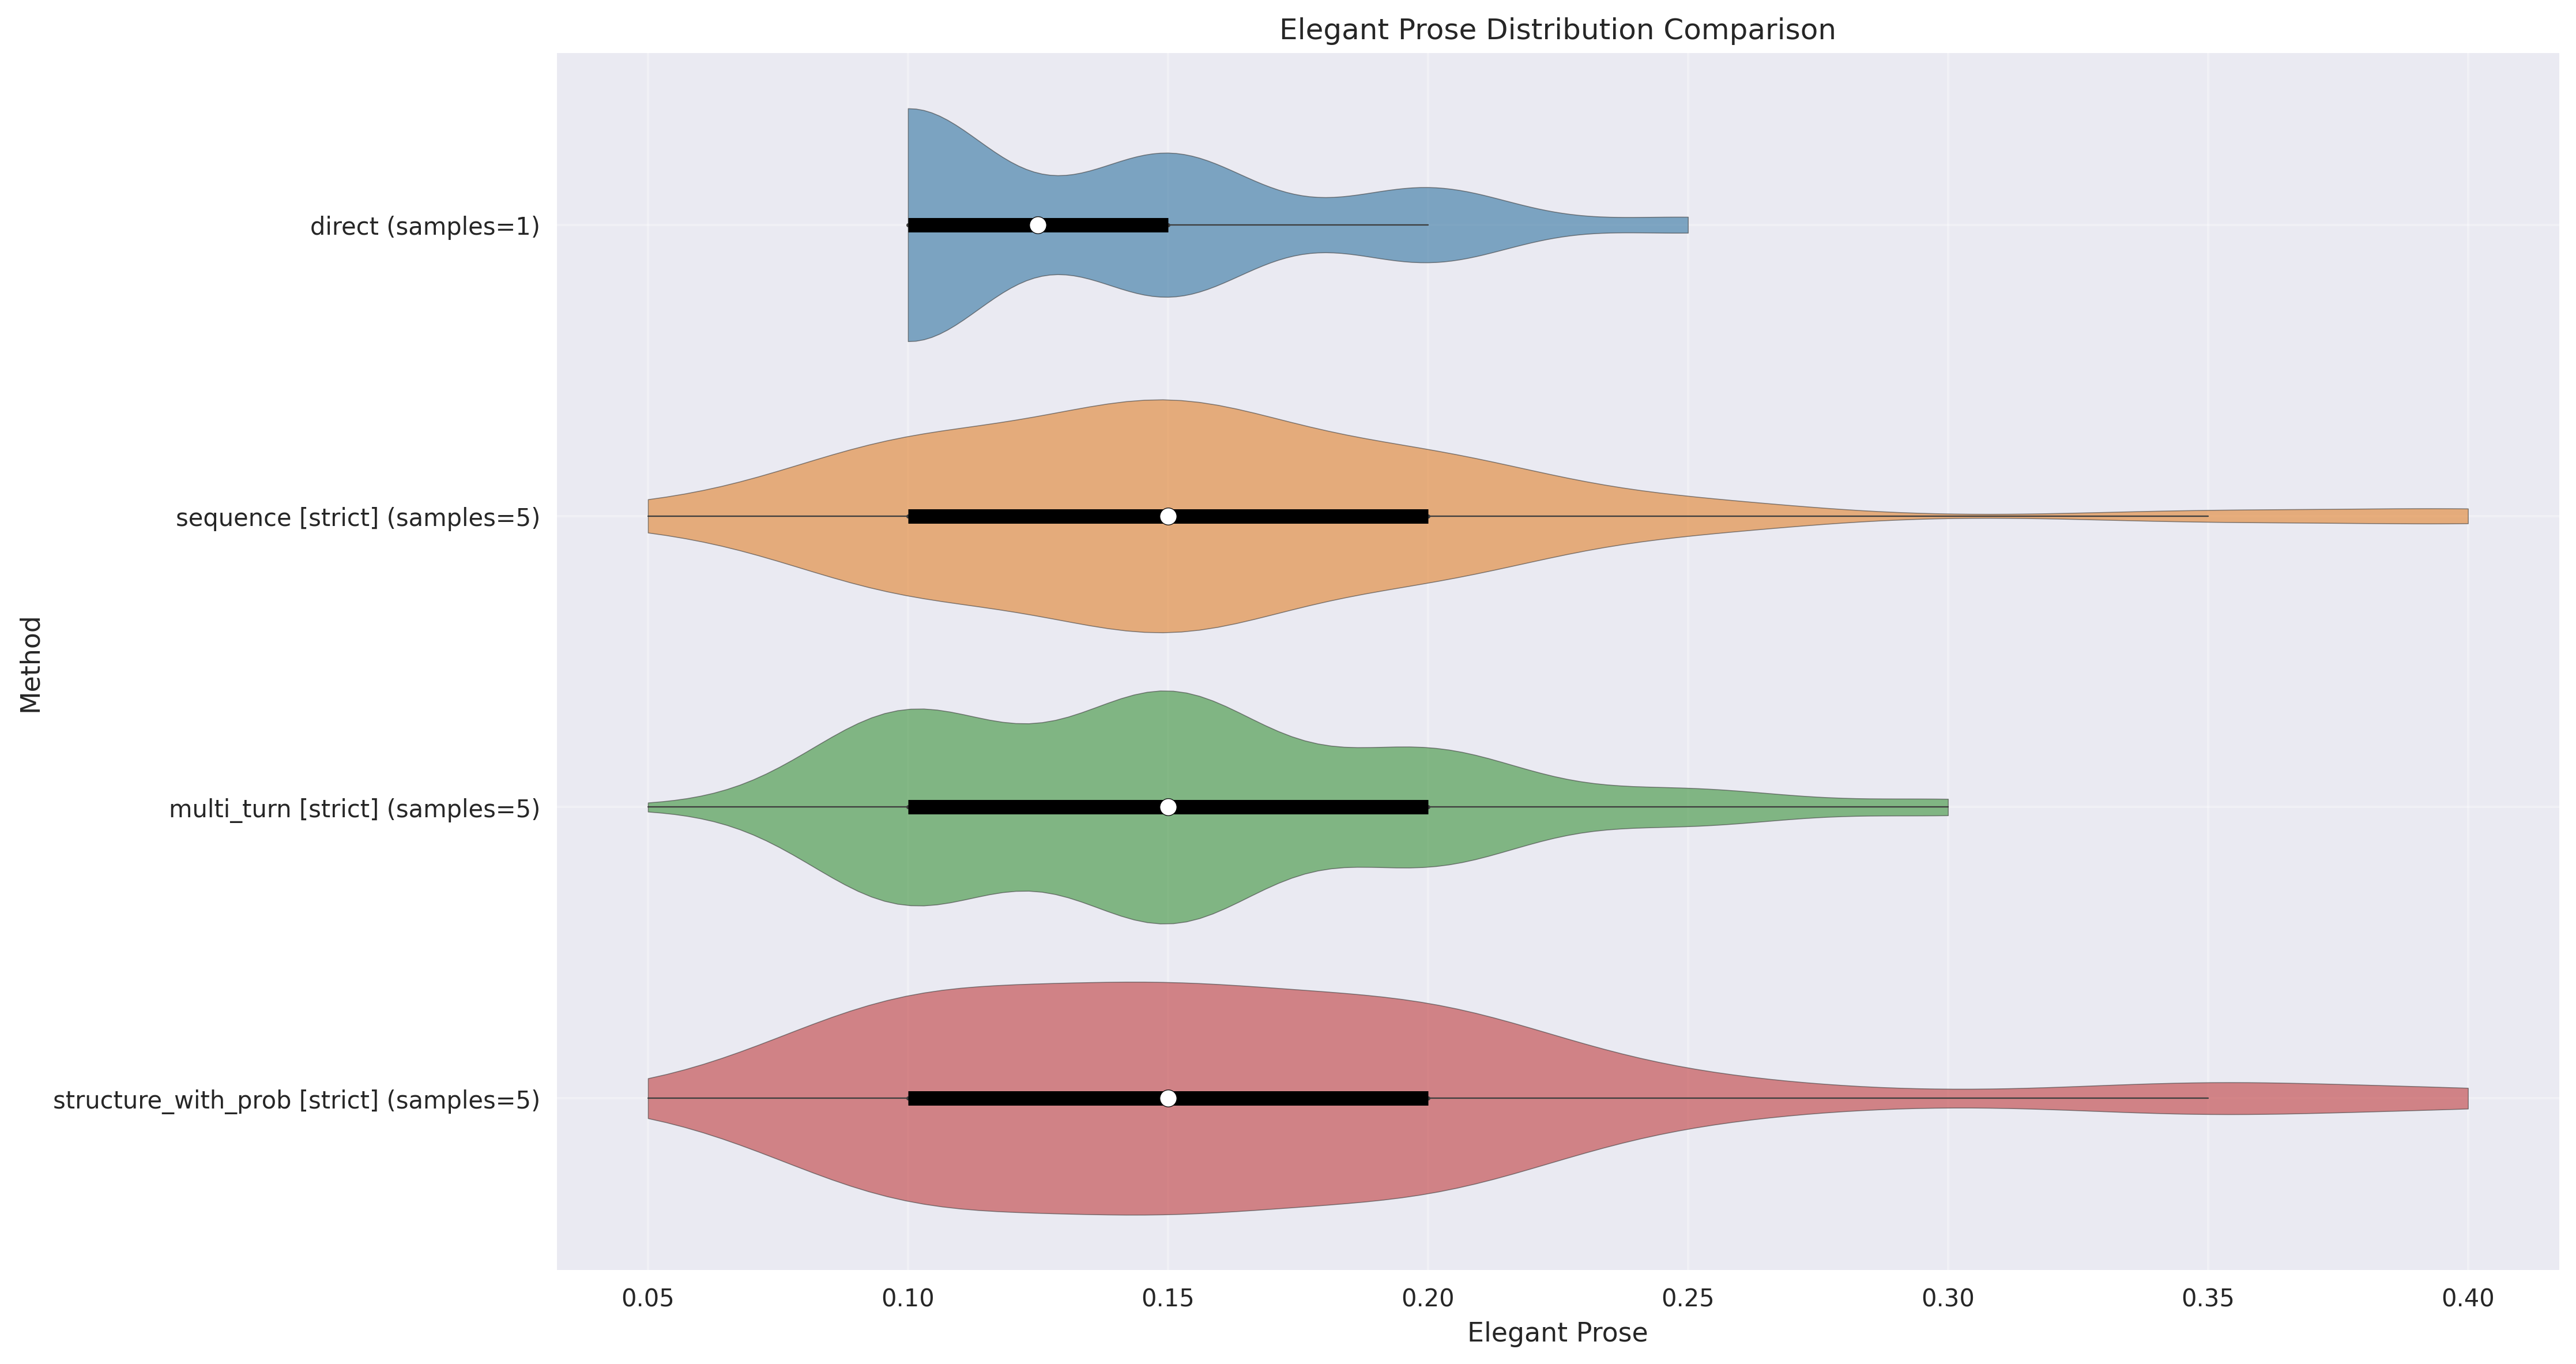 Elegant Prose Distribution Comparison
Method
direct (samples=1)
sequence [strict] (samples=5)
multi_turn [strict] (samples=5)
structure_with_prob [strict] (samples=5)
0.05 0.10 0.15 0.20 0.25 0.30 0.35 0.40
Elegant Prose